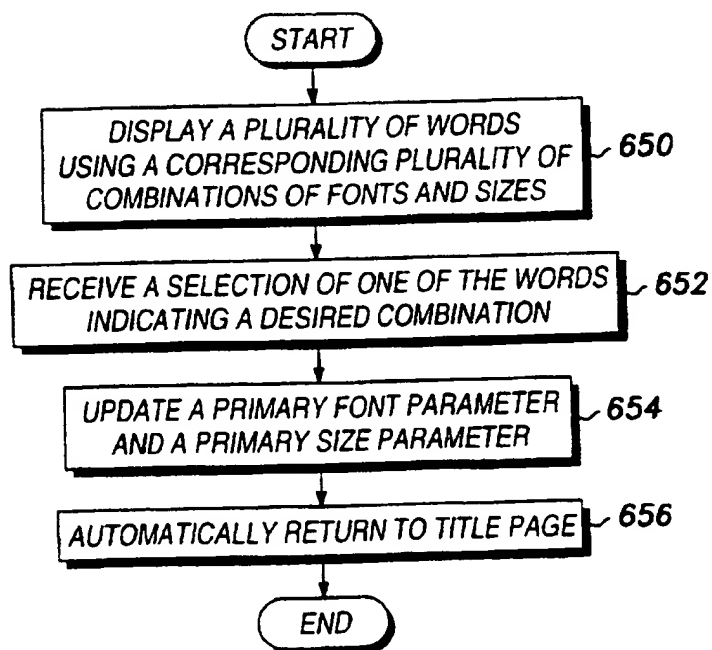 START
DISPLAY A PLURALITY OF WORDS
USING A CORRESPONDING PLURALITY OF
COMBINATIONS OF FONTS AND SIZES
650
RECEIVE A SELECTION OF ONE OF THE WORDS
INDICATING A DESIRED COMBINATION
652
UPDATE A PRIMARY FONT PARAMETER
AND A PRIMARY SIZE PARAMETER
654
AUTOMATICALLY RETURN TO TITLE PAGE
656
END